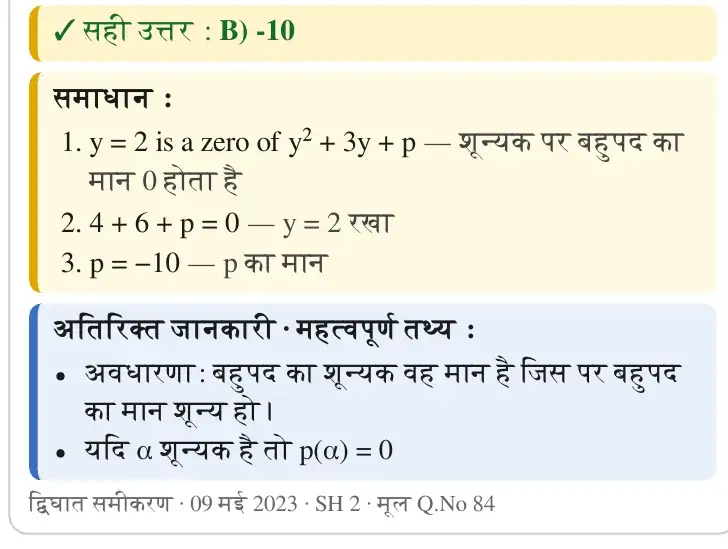 ✓ सही उत्तर : B) -10
समाधान :
1. y = 2 is a zero of y² + 3y + p — शून्यक पर बहुपद का
मान 0 होता है
2. 4 + 6 + p = 0 — y = 2 रखा
3. p = −10 — p का मान
अतिरिक्त जानकारी · महत्वपूर्ण तथ्य :
• अवधारणा : बहुपद का शून्यक वह मान है जिस पर बहुपद
का मान शून्य हो।
• यदि α शून्यक है तो p(α) = 0
द्विघात समीकरण · 09 मई 2023 · SH 2 · मूल Q.No 84